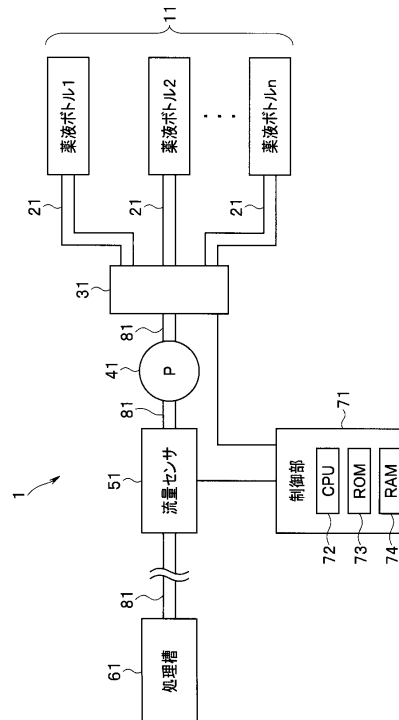 1
11
薬液ボトル1
薬液ボトル2
・・・
薬液ボトルn
21
21
21
31
81
41
P
81
51
流量センサ
81
61
処理槽
71
制御部
CPU
72
ROM
73
RAM
74